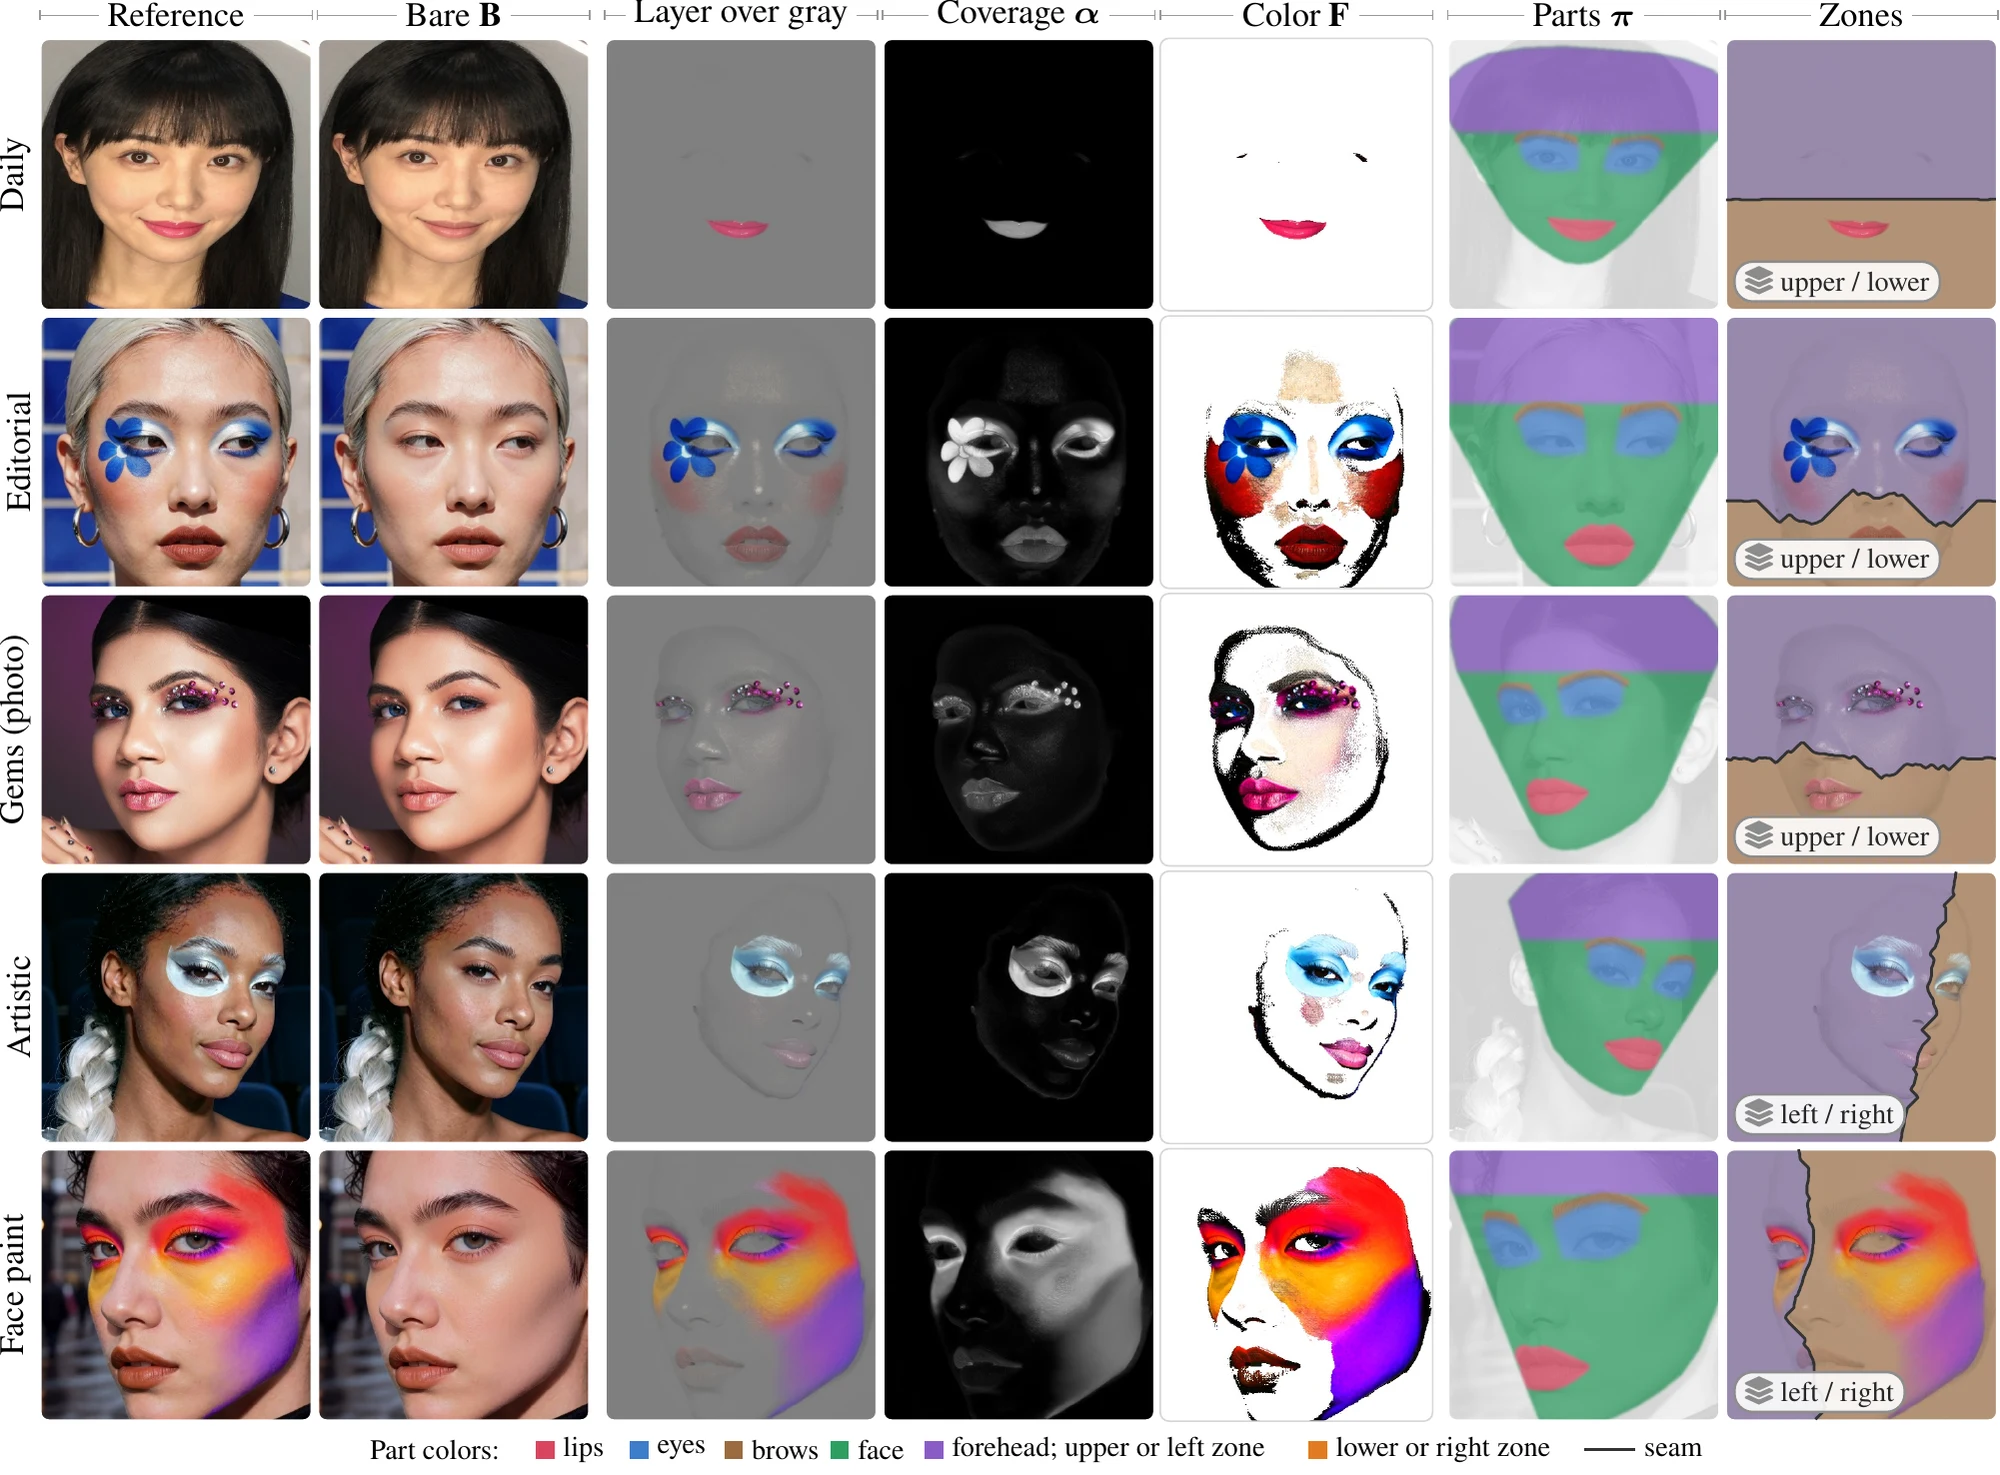 Reference Bare B Layer over gray Coverage α Color F Parts π Zones
Daily
upper / lower
Editorial
upper / lower
Gems (photo)
upper / lower
Artistic
left / right
Face paint
left / right
Part colors: lips eyes brows face forehead; upper or left zone lower or right zone seam